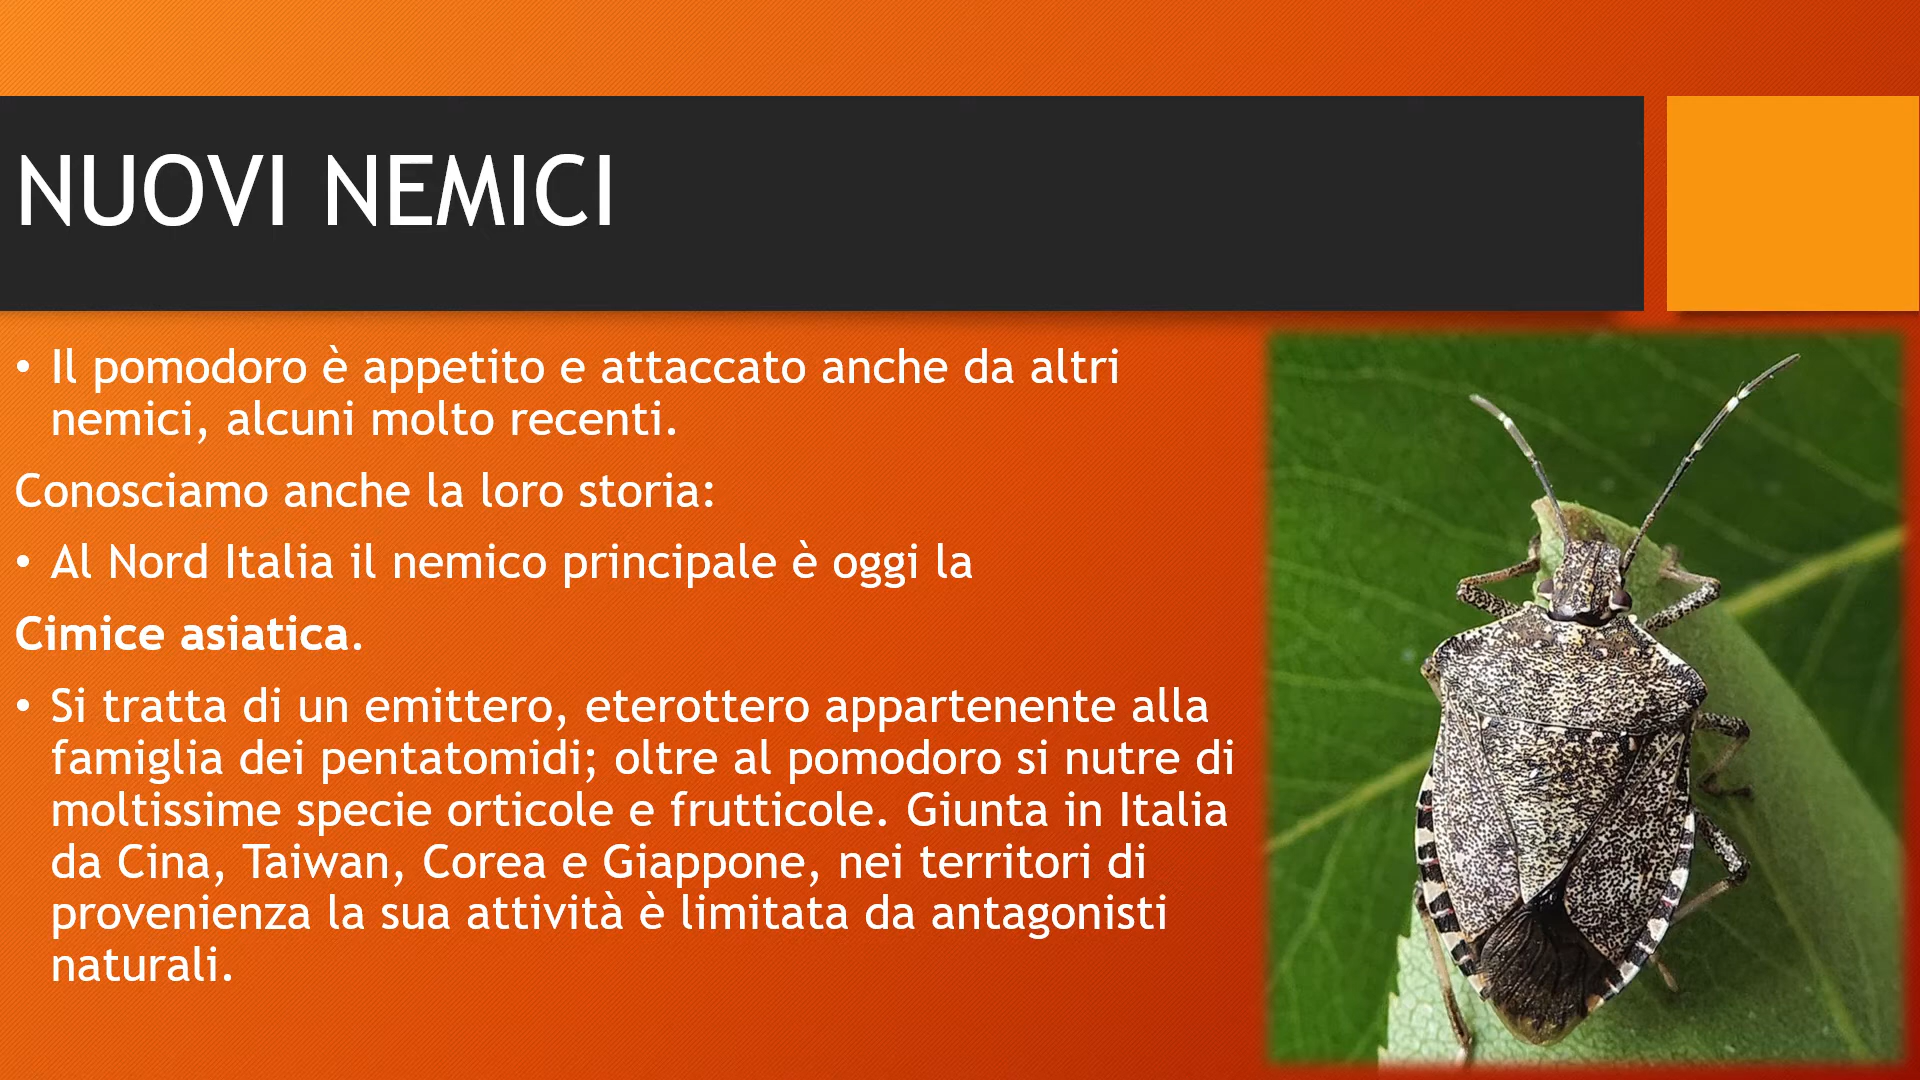 NUOVI NEMICI
• Il pomodoro è appetito e attaccato anche da altri
nemici, alcuni molto recenti.
Conosciamo anche la loro storia:
• Al Nord Italia il nemico principale è oggi la
Cimice asiatica.
• Si tratta di un emittero, eterottero appartenente alla
famiglia dei pentatomidi; oltre al pomodoro si nutre di
moltissime specie orticole e frutticole. Giunta in Italia
da Cina, Taiwan, Corea e Giappone, nei territori di
provenienza la sua attività è limitata da antagonisti
naturali.